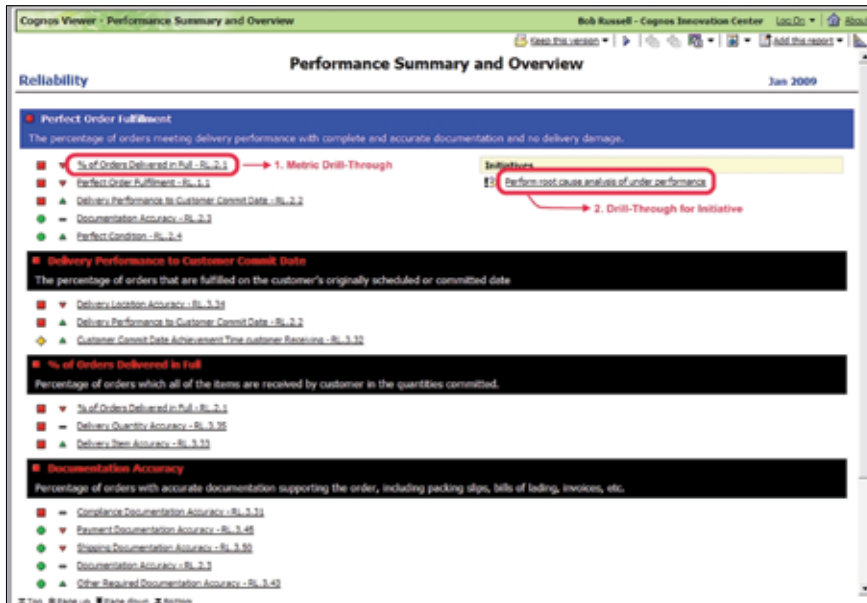 Cognos Viewer - Performance Summary and Overview Bob Russell - Cognos Innovation Center Log On About
Keep this version Add this report
Performance Summary and Overview
Reliability Jan 2009
Perfect Order Fulfillment
The percentage of orders meeting delivery performance with complete and accurate documentation and no delivery damage.
% of Orders Delivered in Full - RL.2.1 1. Metric Drill-Through Initiatives
Perfect Order Fulfilment - RL.1.1 Perform root cause analysis of under performance
Delivery Performance to Customer Commit Date - RL.2.2 2. Drill-Through for Initiative
Documentation Accuracy - RL.2.3
Perfect Condition - RL.2.4
Delivery Performance to Customer Commit Date
The percentage of orders that are fulfilled on the customer's originally scheduled or committed date
Delivery Location Accuracy - RL.3.34
Delivery Performance to Customer Commit Date - RL.2.2
Customer Commit Date Achievement Time customer Receiving - RL.3.32
% of Orders Delivered in Full
Percentage of orders which all of the items are received by customer in the quantities committed.
% of Orders Delivered in Full - RL.2.1
Delivery Quantity Accuracy - RL.3.35
Delivery Item Accuracy - RL.3.33
Documentation Accuracy
Percentage of orders with accurate documentation supporting the order, including packing slips, bills of lading, invoices, etc.
Compliance Documentation Accuracy - RL.3.31
Payment Documentation Accuracy - RL.3.45
Shipping Documentation Accuracy - RL.3.50
Documentation Accuracy - RL.2.3
Other Required Documentation Accuracy - RL.3.43
Top Page up Page down Bottom